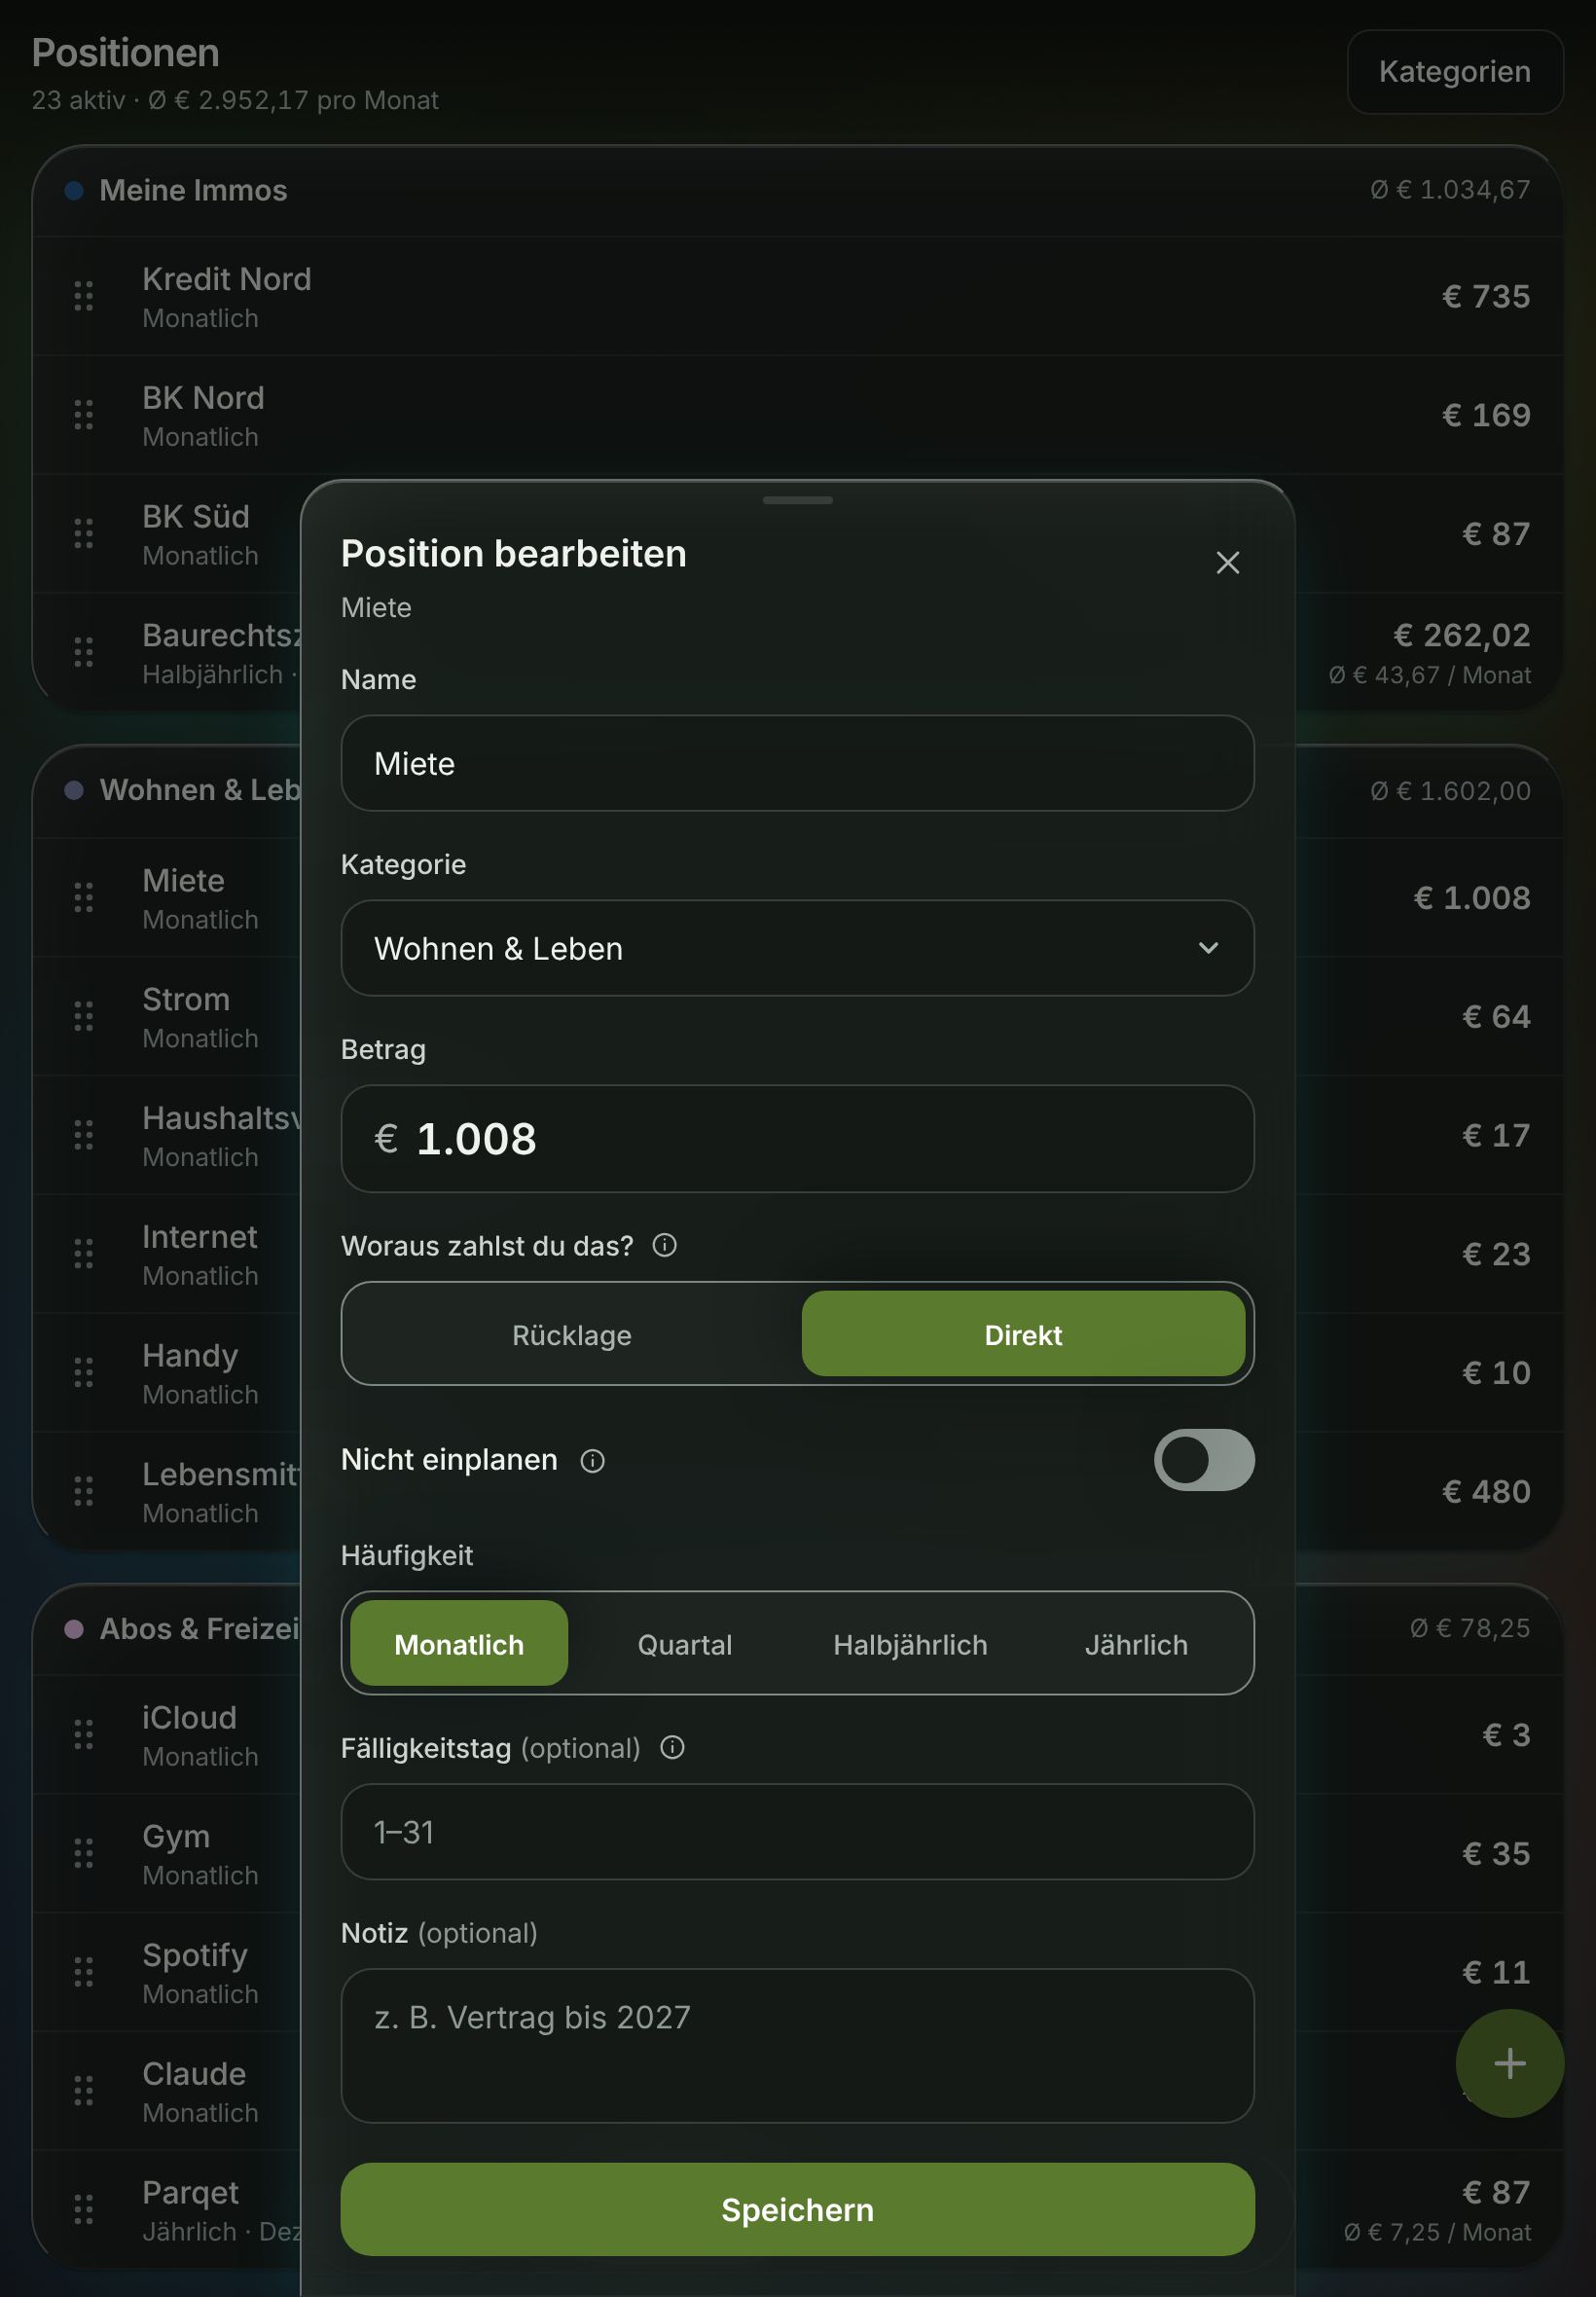 Positionen
23 aktiv · Ø € 2.952,17 pro Monat
Kategorien
Meine Immos
Ø € 1.034,67
Kredit Nord
Monatlich
€ 735
BK Nord
Monatlich
€ 169
BK Süd
Monatlich
€ 87
Halbjährlich ·
€ 262,02
Ø € 43,67 / Monat
Wohnen &
Ø € 1.602,00
Miete
Monatlich
€ 1.008
Strom
Monatlich
€ 64
Monatlich
€ 17
Internet
Monatlich
€ 23
Handy
Monatlich
€ 10
Monatlich
€ 480
Abos &
Ø € 78,25
iCloud
Monatlich
€ 3
Gym
Monatlich
€ 35
Spotify
Monatlich
€ 11
Claude
Monatlich
Parqet
Jährlich · Dez
€ 87
Ø € 7,25 / Monat
Position bearbeiten
Miete
Name
Miete
Kategorie
Wohnen & Leben
Betrag
€ 1.008
Woraus zahlst du das?
Rücklage
Direkt
Nicht einplanen
Häufigkeit
Monatlich
Quartal
Halbjährlich
Jährlich
Fälligkeitstag (optional)
1–31
Notiz (optional)
z. B. Vertrag bis 2027
Speichern